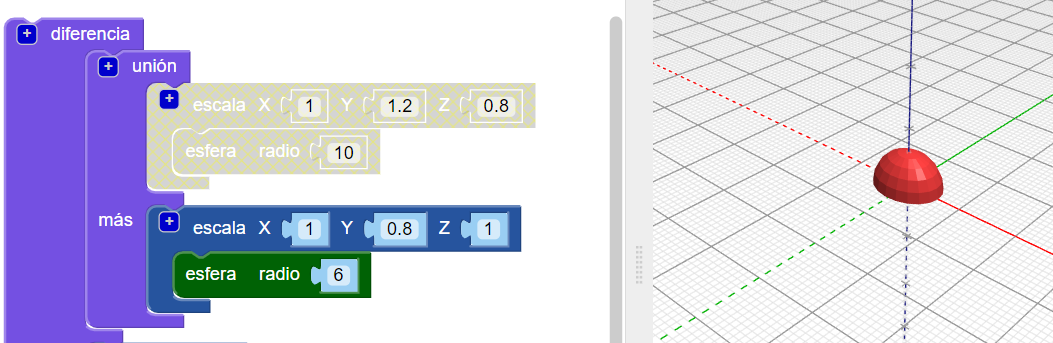 + diferencia
+ unión
+ escala X 1 Y 1.2 Z 0.8
esfera radio 10
más + escala X 1 Y 0.8 Z 1
esfera radio 6